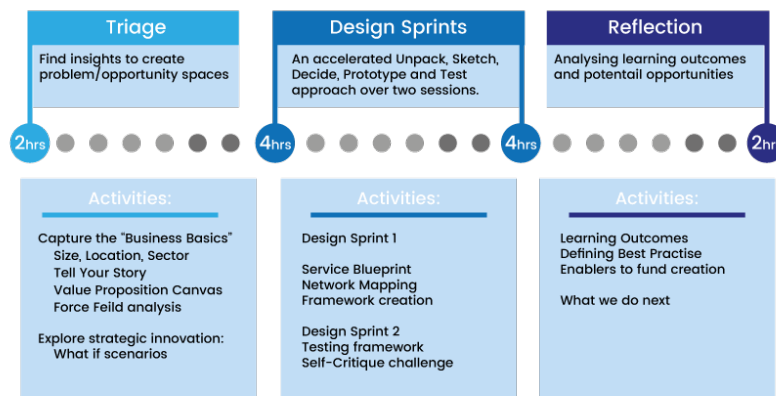 Triage
Find insights to create
problem/opportunity spaces
Design Sprints
An accelerated Unpack, Sketch,
Decide, Prototype and Test
approach over two sessions.
Reflection
Analysing learning outcomes
and potentail opportunities
2hrs
4hrs
4hrs
2hr
Activities:
Capture the "Business Basics"
Size, Location, Sector
Tell Your Story
Value Proposition Canvas
Force Feild analysis
Explore strategic innovation:
What if scenarios
Activities:
Design Sprint 1
Service Blueprint
Network Mapping
Framework creation
Design Sprint 2
Testing framework
Self-Critique challenge
Activities:
Learning Outcomes
Defining Best Practise
Enablers to fund creation
What we do next